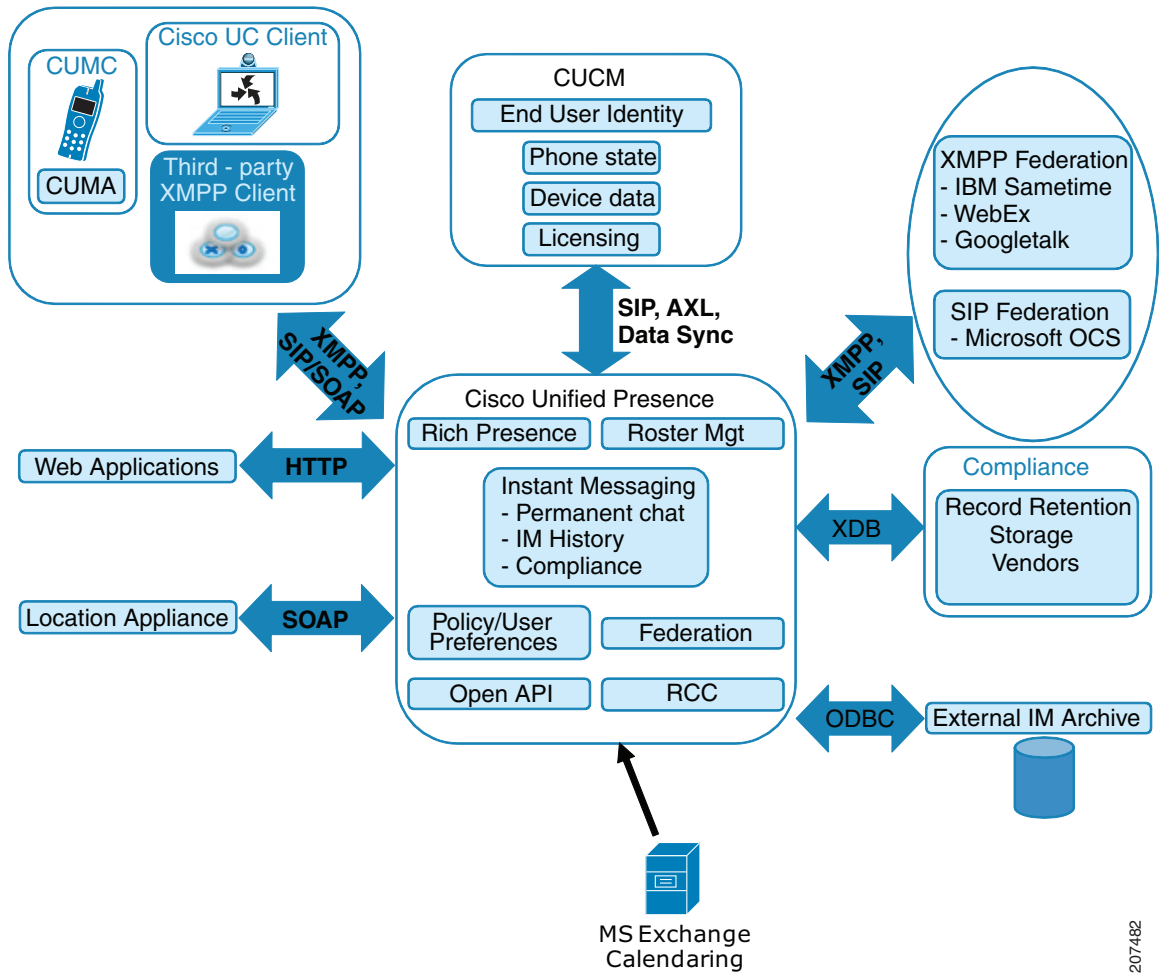 Cisco UC Client
CUMC
CUMA
Third - party
XMPP Client
CUCM
End User Identity
Phone state
Device data
Licensing
XMPP Federation
- IBM Sametime
- WebEx
- Googletalk
SIP Federation
- Microsoft OCS
SIP, AXL,
Data Sync
XMPP,
SIP/SOAP
XMPP,
SIP
Cisco Unified Presence
Rich Presence
Roster Mgt
Instant Messaging
- Permanent chat
- IM History
- Compliance
Policy/User
Preferences
Federation
Open API
RCC
Web Applications
HTTP
Location Appliance
SOAP
XDB
Compliance
Record Retention
Storage
Vendors
ODBC
External IM Archive
MS Exchange
Calendaring
207482